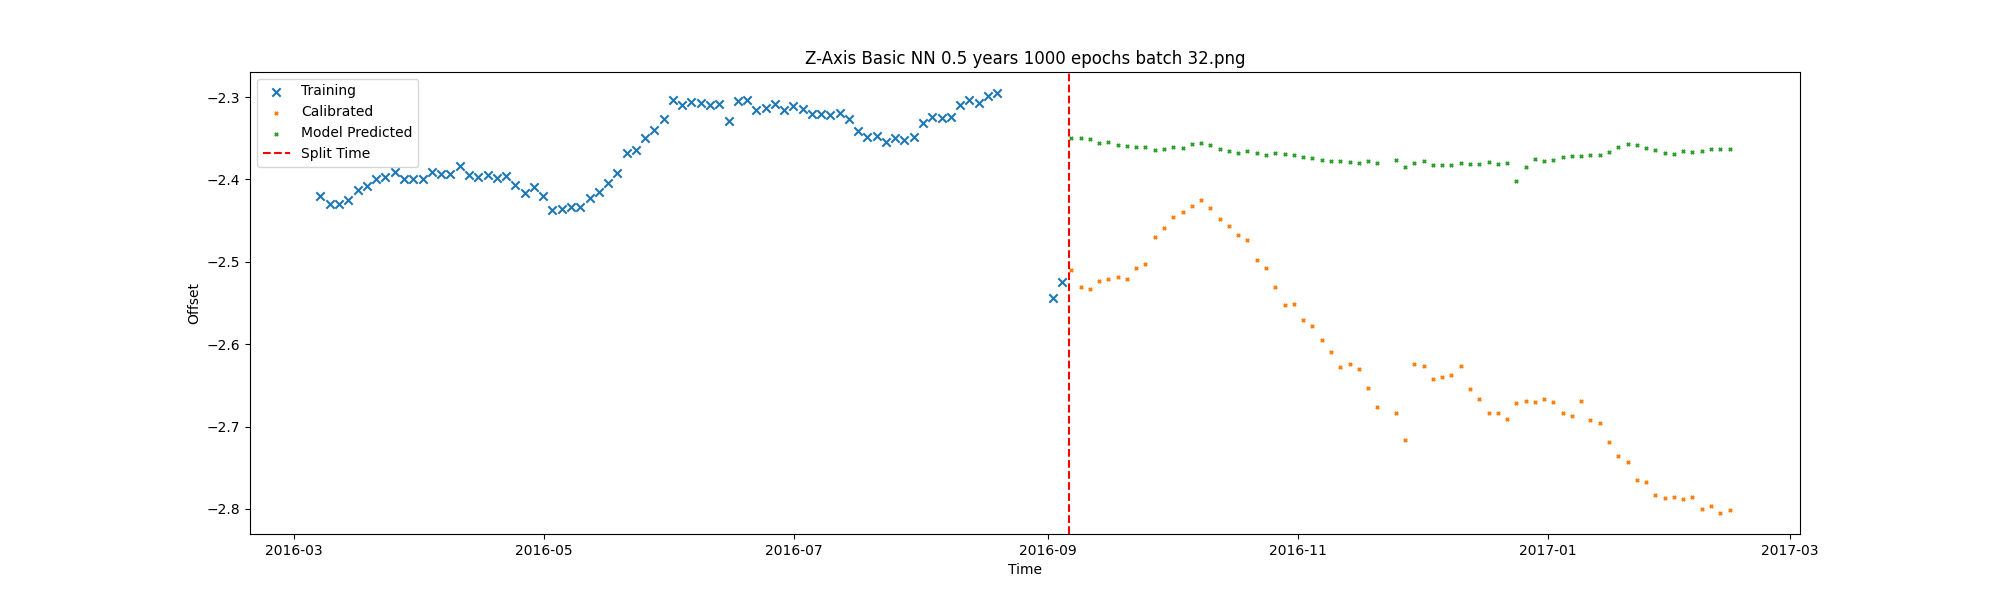 Z-Axis Basic NN 0.5 years 1000 epochs batch 32.png
Training
Calibrated
Model Predicted
Split Time
−2.3
−2.4
−2.5
−2.6
−2.7
−2.8
Offset
2016-03
2016-05
2016-07
2016-09
2016-11
2017-01
2017-03
Time